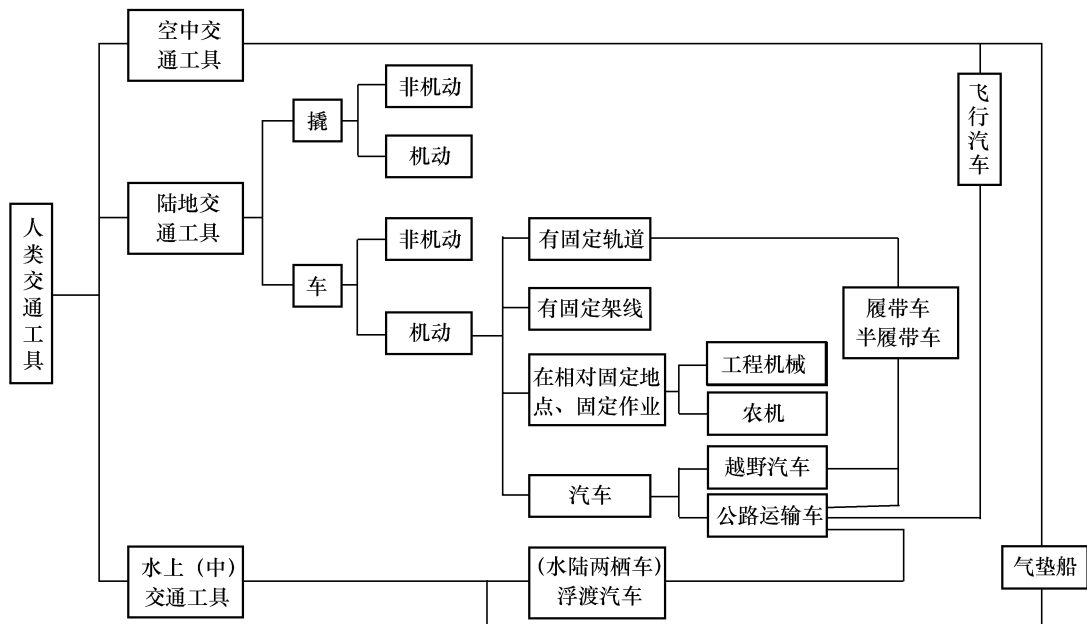 人类交通工具
空中交
通工具
陆地交
通工具
水上（中）
交通工具
撬
非机动
机动
车
非机动
机动
有固定轨道
有固定架线
在相对固定地
点、固定作业
工程机械
农机
汽车
越野汽车
公路运输车
（水陆两栖车）
浮渡汽车
履带车
半履带车
飞行汽车
气垫船